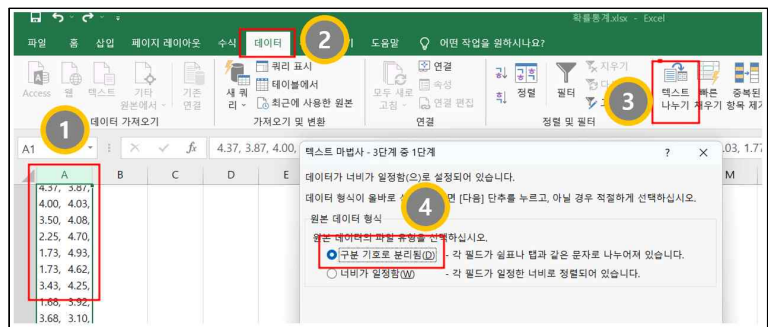 확률통계.xlsx - Excel
파일 홈 삽입 페이지 레이아웃 수식 데이터 2 도움말 어떤 작업을 원하시나요?
Access 웹 텍스트 기타 원본에서 기존 연결
새 쿼리 쿼리 표시 테이블에서 최근에 사용한 원본
모두 새로 고침 연결 속성 연결 편집
정렬 필터 지우기
3 텍스트 나누기 빠른 채우기 중복된 항목 제거
1 데이터 가져오기 가져오기 및 변환 연결 정렬 및 필터
A1 fx 4.37, 3.87, 4.00,
A B C D E M
텍스트 마법사 - 3단계 중 1단계 ? ×
데이터가 너비가 일정함(으)로 설정되어 있습니다.
데이터 형식이 올바로 면 [다음] 단추를 누르고, 아닐 경우 적절하게 선택하십시오.
4
원본 데이터 형식
원본 데이터의 파일 유형을 선택하십시오.
구분 기호로 분리됨(D) - 각 필드가 쉼표나 탭과 같은 문자로 나누어져 있습니다.
너비가 일정함(W) - 각 필드가 일정한 너비로 정렬되어 있습니다.
4.37, 3.87,
4.00, 4.03,
3.50, 4.08,
2.25, 4.70,
1.73, 4.93,
1.73, 4.62,
3.43, 4.25,
1.68, 3.92,
3.68, 3.10,